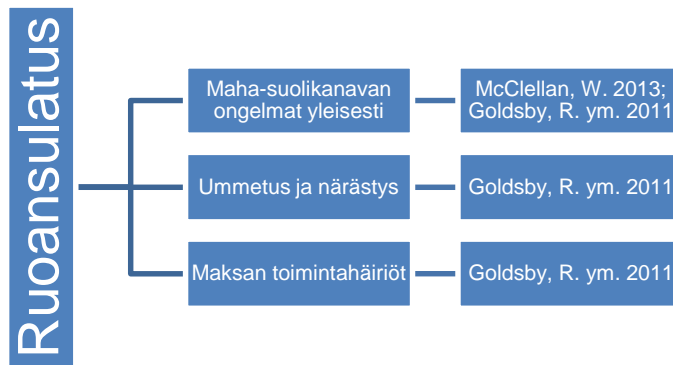 Ruoansulatus
Maha-suolikanavan
ongelmat yleisesti
McClellan, W. 2013;
Goldsby, R. ym. 2011
Ummetus ja närästys
Goldsby, R. ym. 2011
Maksan toimintahäiriöt
Goldsby, R. ym. 2011